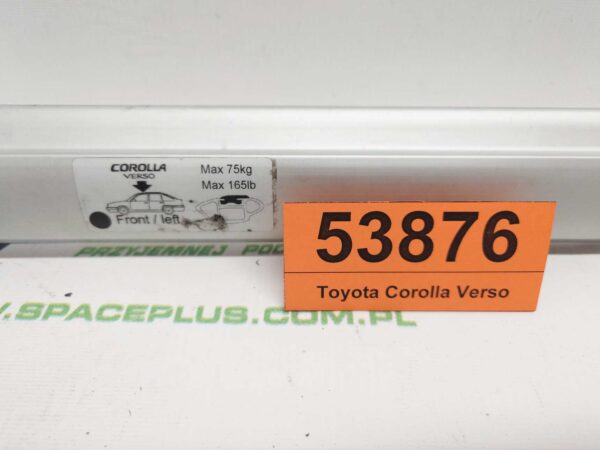 COROLLA
VERSO
Max 75kg
Max 165lb
Front / left
53876
Toyota Corolla Verso
PRZYJEMNEJ
.SPACEPLUS.COM.PL